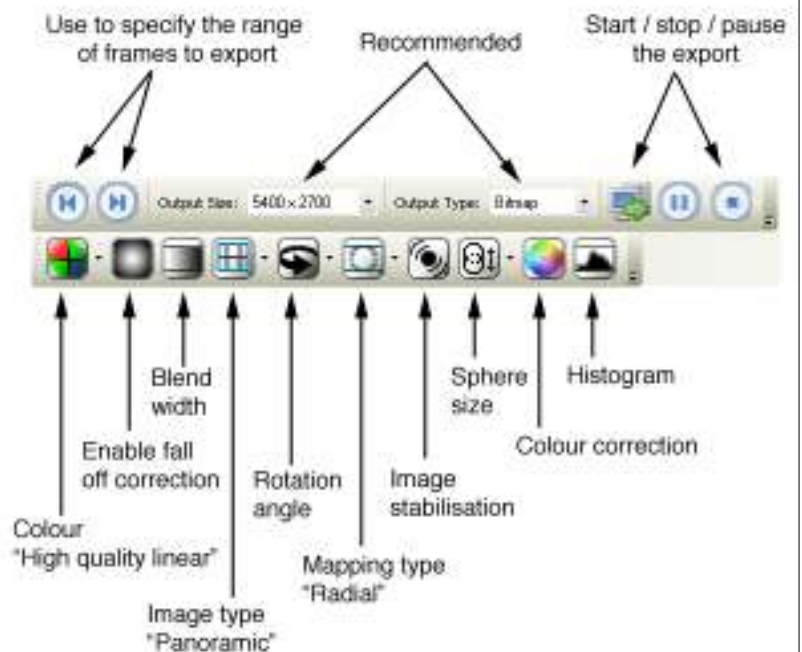 Use to specify the range
of frames to export
Recommended
Start / stop / pause
the export
Output Size: 5400 x 2700
Output Type: Bitmap
Blend
width
Sphere
size
Histogram
Enable fall
off correction
Rotation
angle
Image
stabilisation
Colour correction
Colour
"High quality linear"
Mapping type
"Radial"
Image type
"Panoramic"